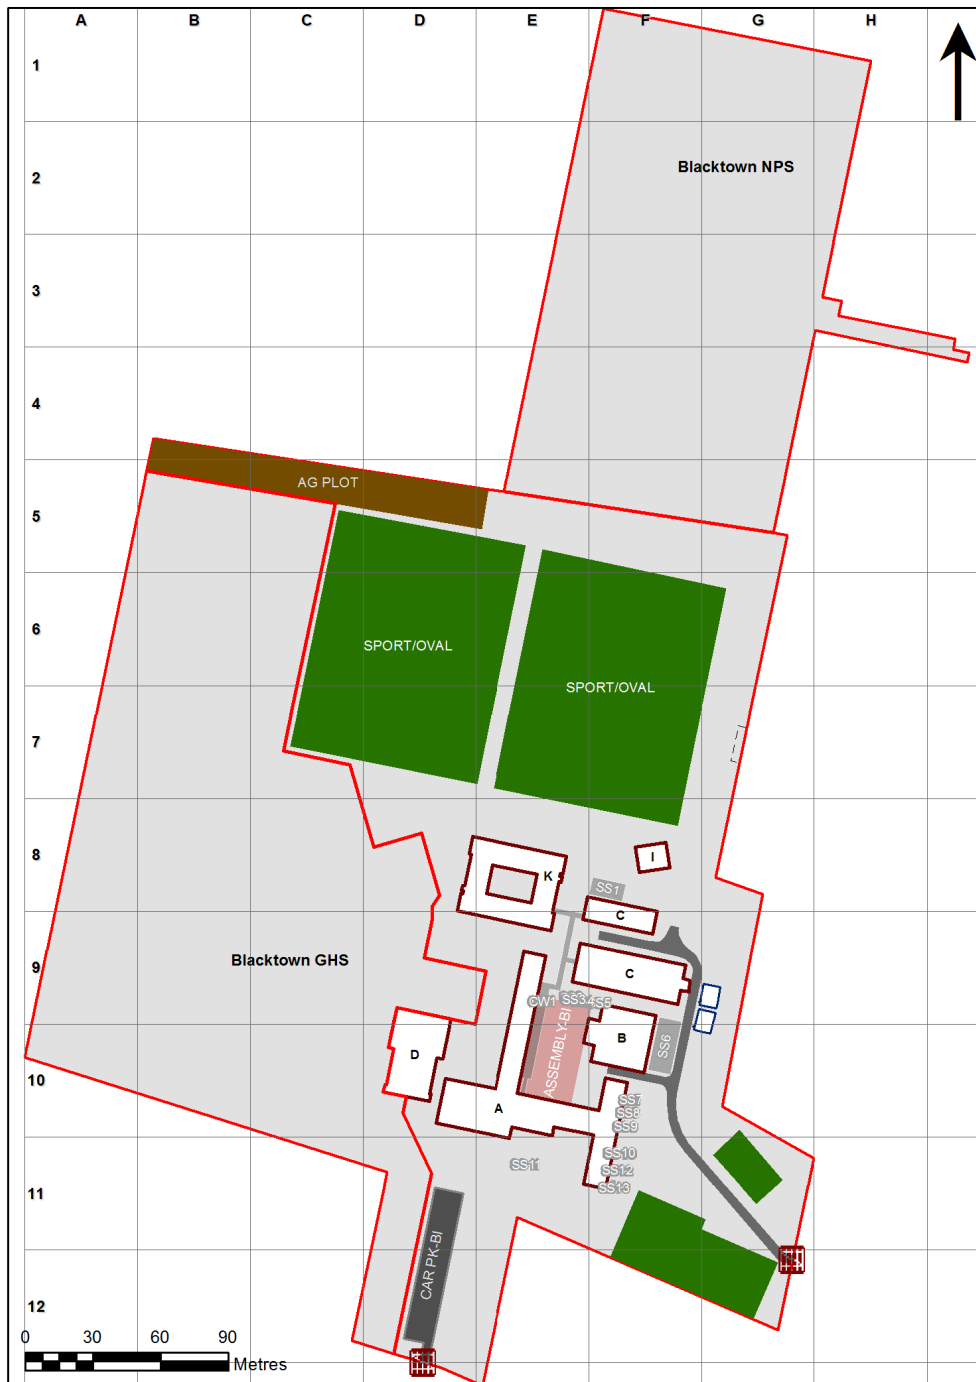 A B C D E F G H
1
2
Blacktown NPS
3
4
AG PLOT
5
6
SPORT/OVAL
SPORT/OVAL
7
8
K
I
SS1
C
9
Blacktown GHS
C
CW1
SS3
S5
ASSEMBLY-BI
B
SS6
D
10
A
SS7
SS8
SS9
SS10
SS11
SS12
SS13
11
CAR PK-BI
12
0 30 60 90
Metres